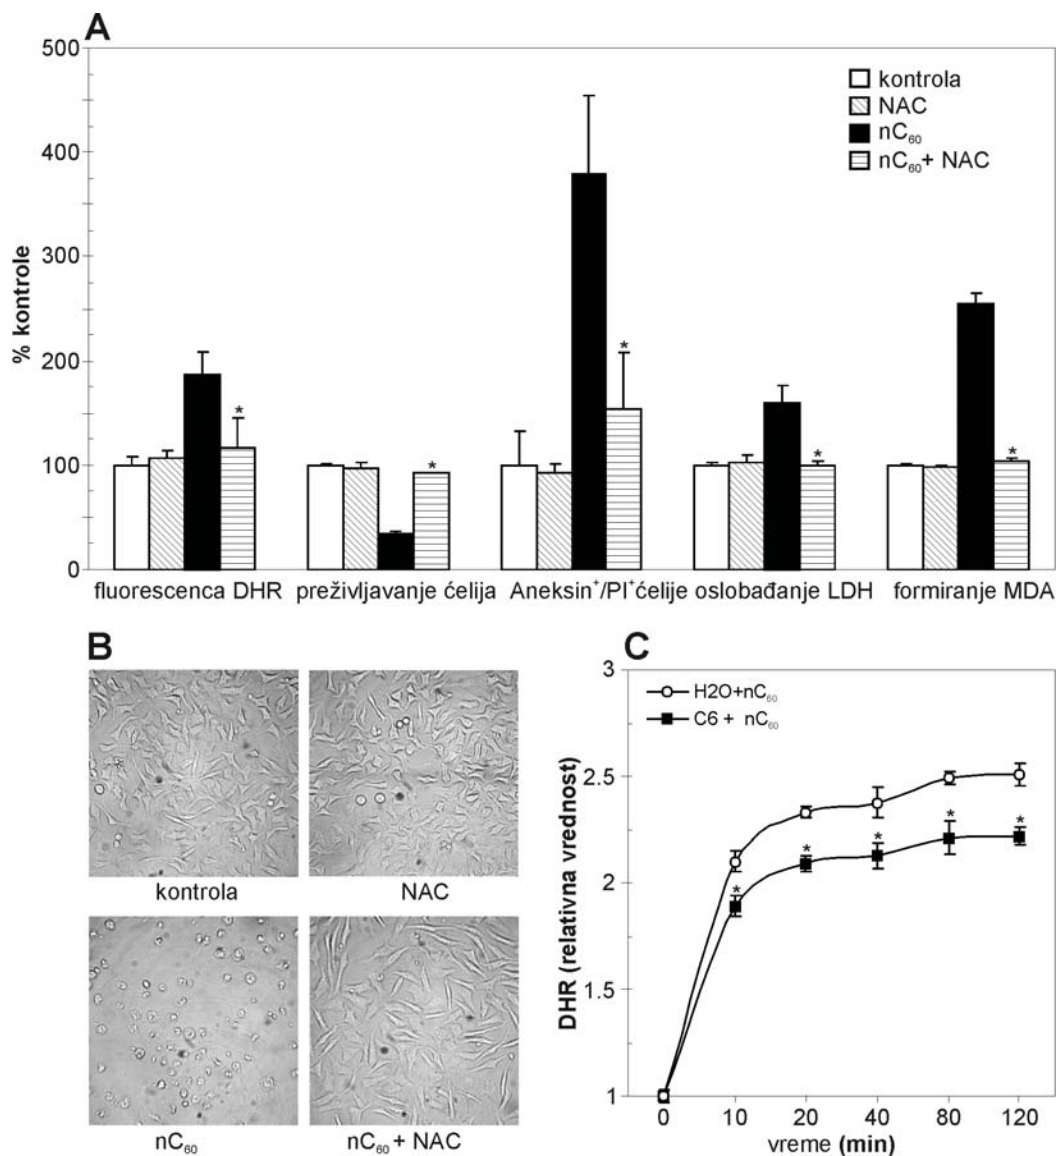 A
500
400
300
200
100
0
% kontrole
kontrola
NAC
nC₆₀
nC₆₀+ NAC
*
*
*
*
*
fluorescenca DHR
preživljavanje ćelija
Aneksin⁺/PI⁺ćelije
oslobađanje LDH
formiranje MDA
B
kontrola
NAC
nC₆₀
nC₆₀ + NAC
C
3
2.5
2
1.5
1
DHR (relativna vrednost)
H2O+nC₆₀
C6 + nC₆₀
*
*
*
*
*
0 10 20 40 80 120
vreme (min)